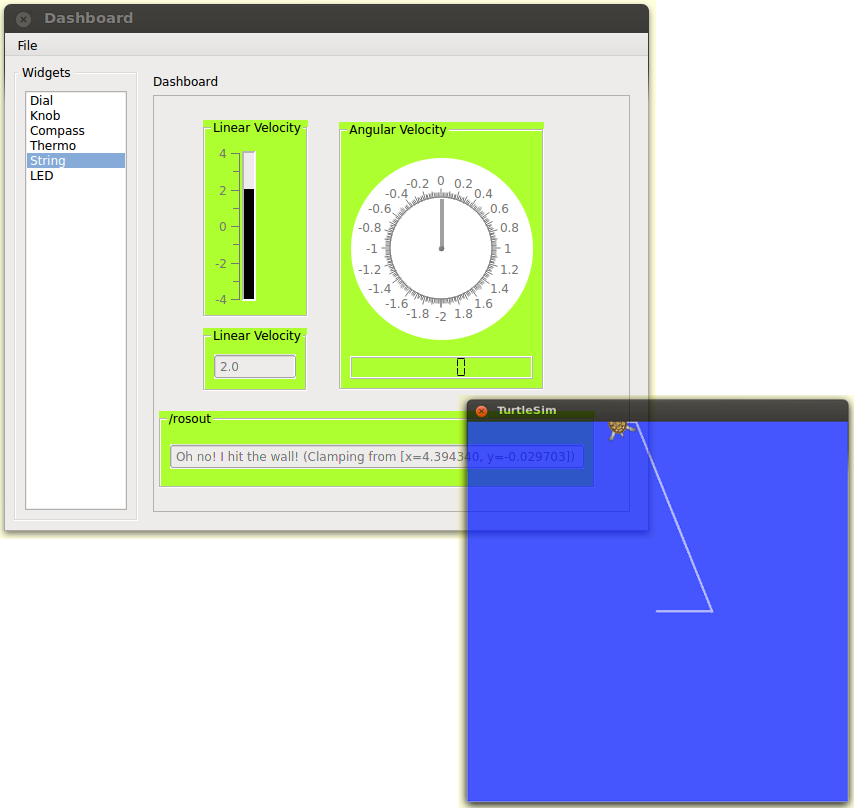 Dashboard
File
Widgets
Dial
Knob
Compass
Thermo
String
LED
Dashboard
Linear Velocity
4
2
0
-2
-4
Linear Velocity
2.0
Angular Velocity
0
0.2
0.4
0.6
0.8
1
1.2
1.4
1.6
1.8
-2
-1.8
-1.6
-1.4
-1.2
-1
-0.8
-0.6
-0.4
-0.2
0
/rosout
Oh no! I hit the wall! (Clamping from [x=4.394340, y=-0.029703])
TurtleSim